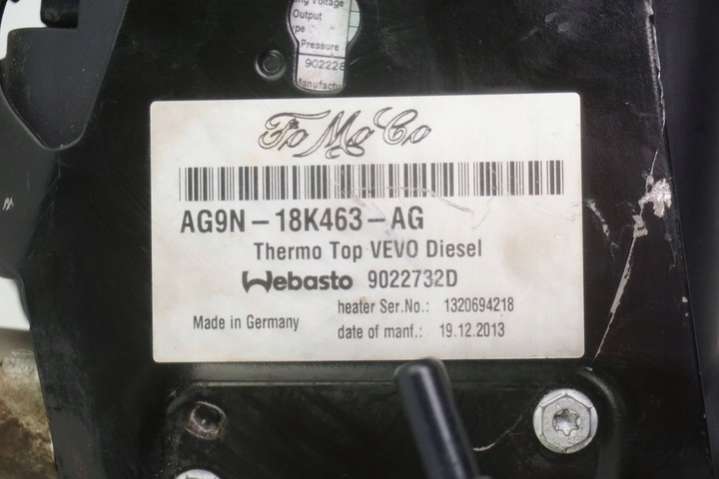 Output
Pressure
FoMoCo
AG9N-18K463-AG
Thermo Top VEVO Diesel
Webasto 9022732D
heater Ser.No.: 1320694218
Made in Germany
date of manf.: 19.12.2013